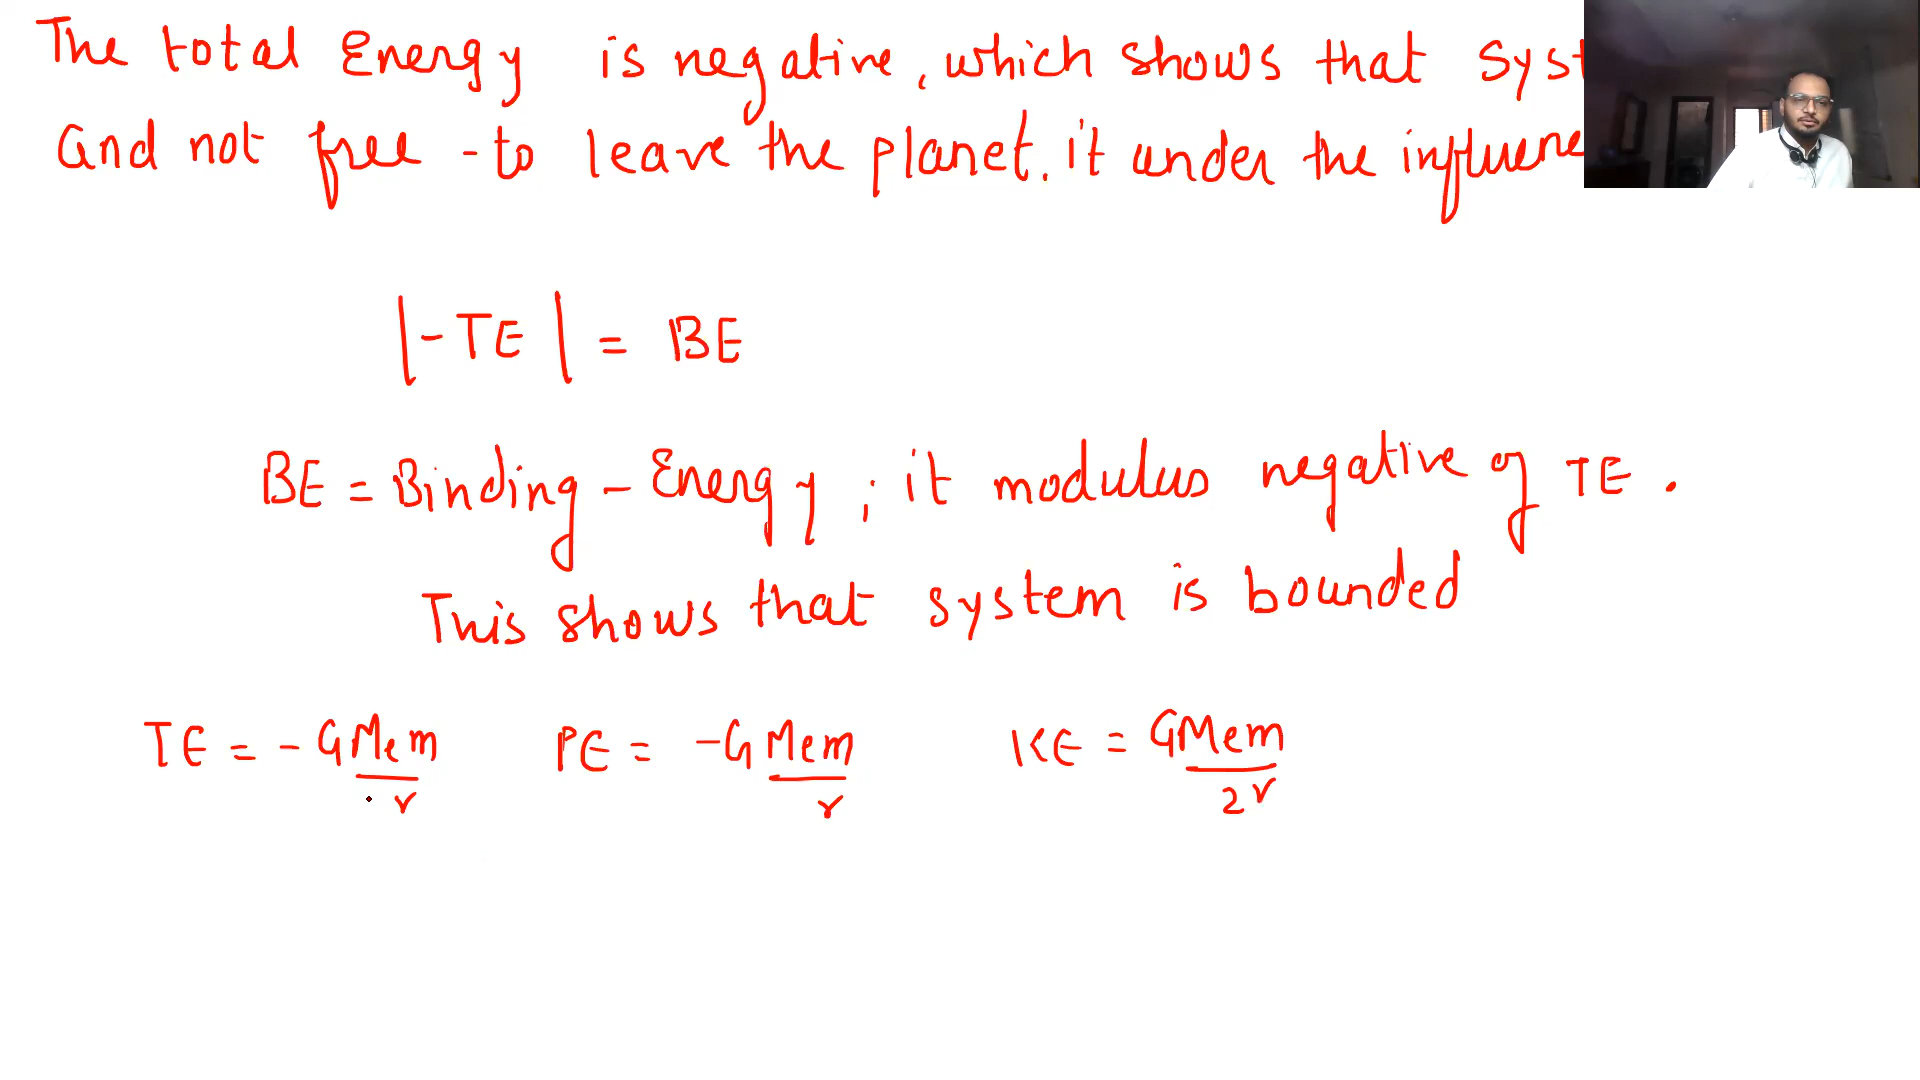 The total Energy is negative, which shows that syst
and not free - to leave the planet. it under the influene
|-TE| = BE
BE = Binding - Energy ; it modulus negative of TE .
This shows that system is bounded
TE = - GMem/r PE = -GMem/r KE = GMem/2r